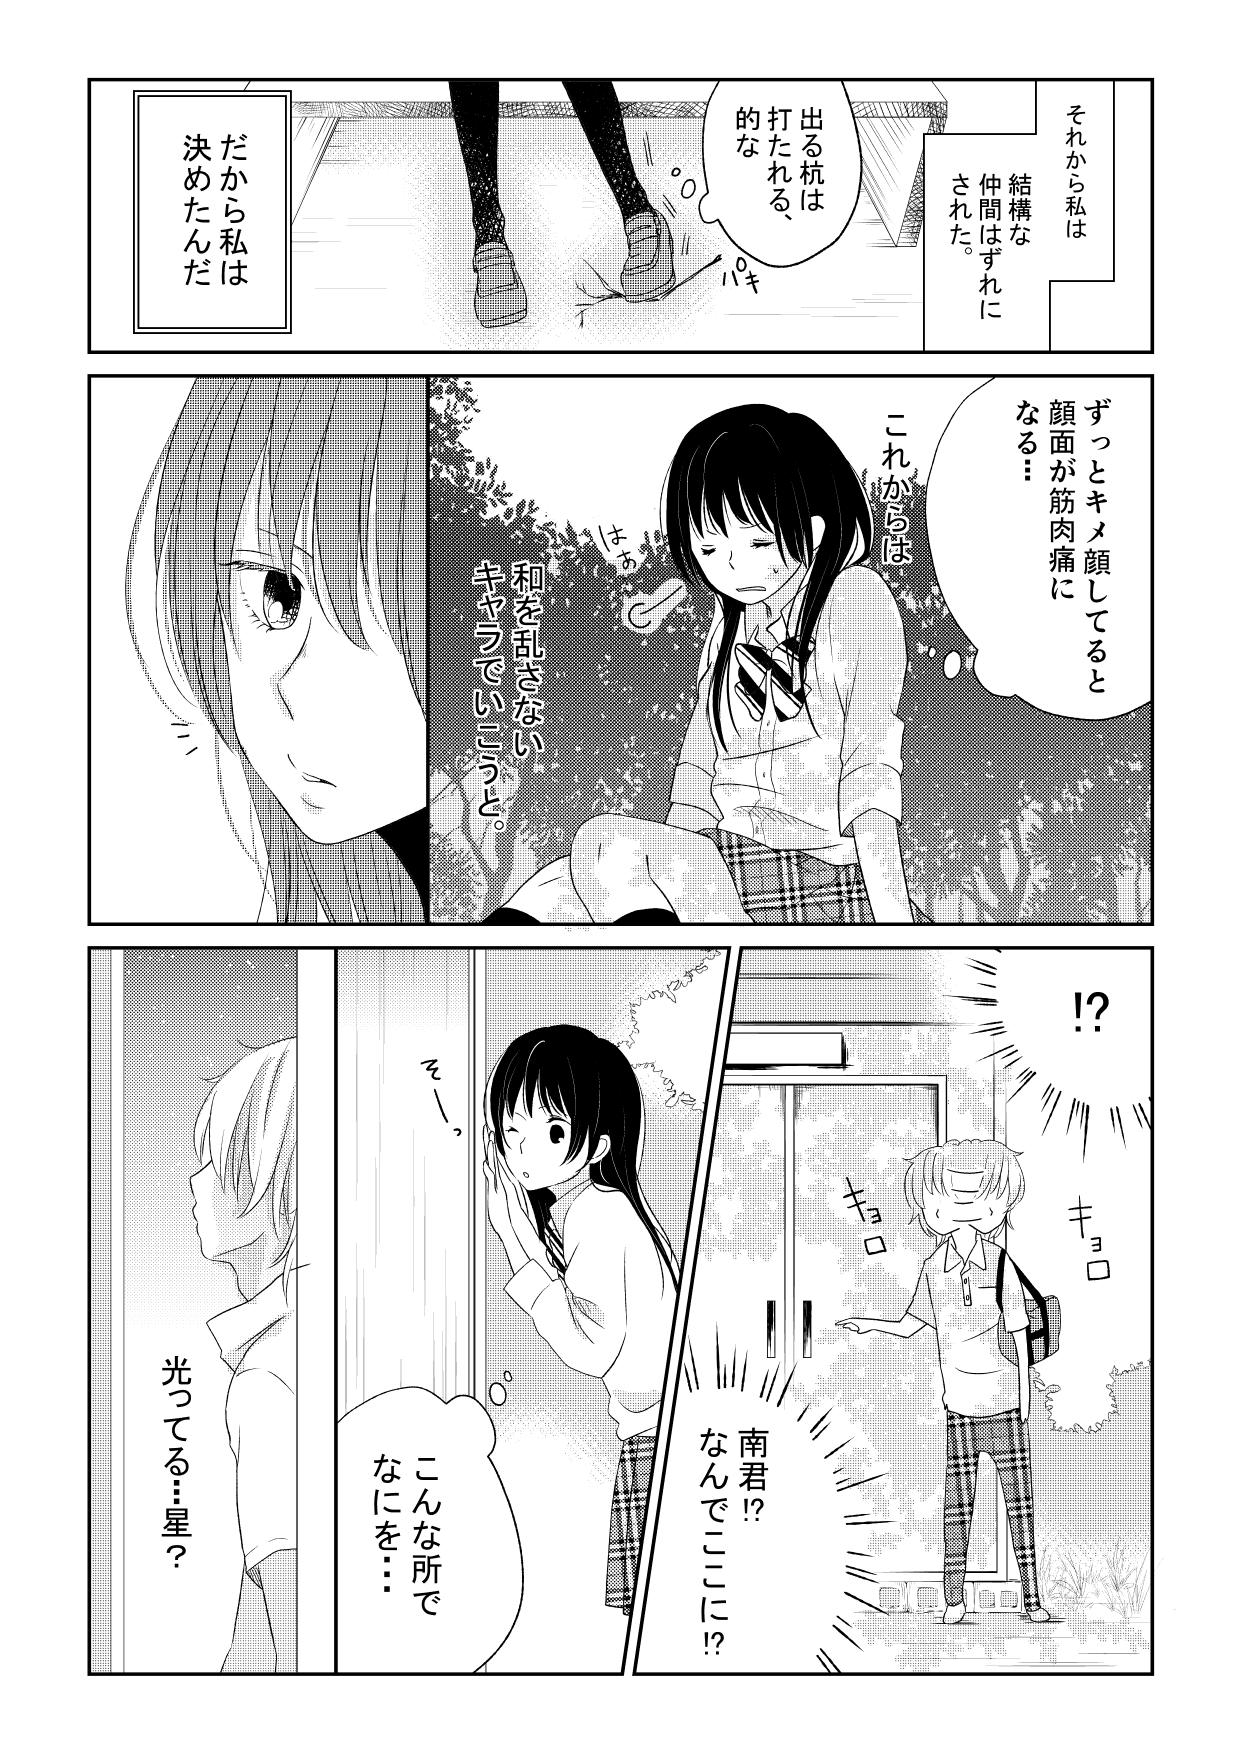 それから私は
結構な
仲間はずれに
された。
出る杭は
打たれる、
的な
パキ
だから私は
決めたんだ
ずっとキメ顔してると
顔面が筋肉痛に
なる…
これからは
はぁ
和を乱さない
キャラでいこうと。
!?
キョロ
キョロ
南君!?
なんでここに!?
そーっ
こんな所で
なにを…
光ってる…星?